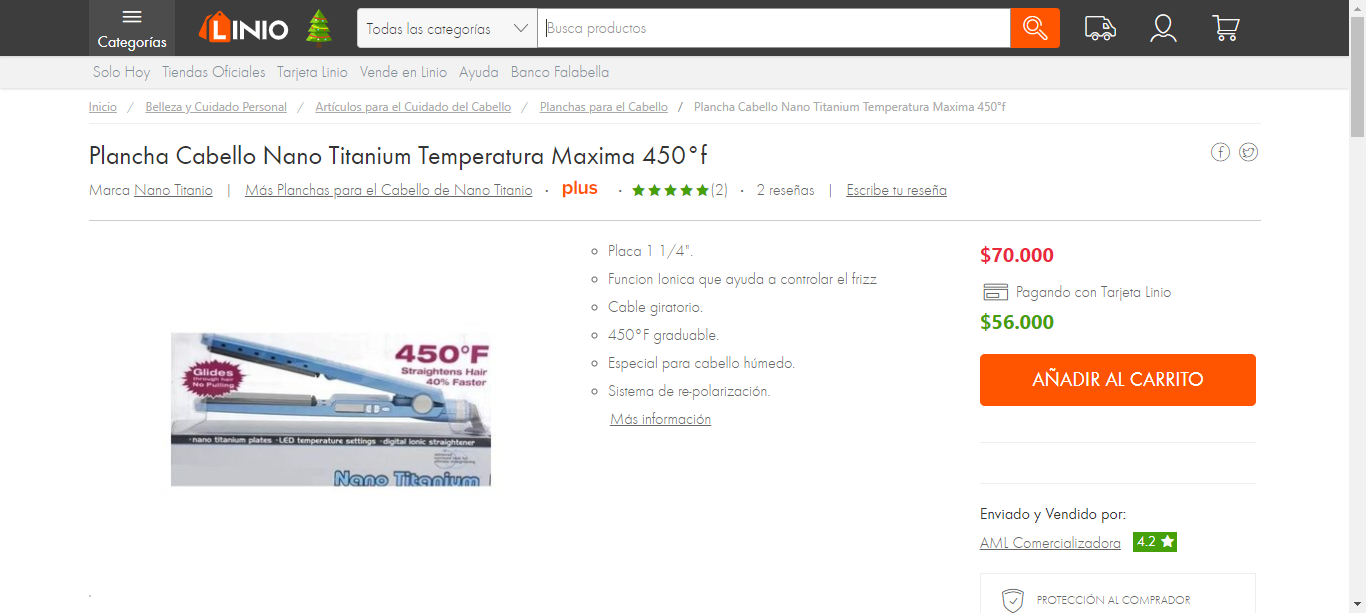 Categorías
LINIO
Todas las categorías
Busca productos
Solo Hoy Tiendas Oficiales Tarjeta Linio Vende en Linio Ayuda Banco Falabella
Inicio / Belleza y Cuidado Personal / Artículos para el Cuidado del Cabello / Planchas para el Cabello / Plancha Cabello Nano Titanium Temperatura Maxima 450°f
Plancha Cabello Nano Titanium Temperatura Maxima 450°f
Marca Nano Titanio | Más Planchas para el Cabello de Nano Titanio · plus · (2) · 2 reseñas | Escribe tu reseña
450°F
Straightens Hair
40% Faster
Glides
through hair
No Pulling
·nano titanium plates ·LED temperature settings ·digital ionic straightener
Nano Titanium
Placa 1 1/4".
Funcion Ionica que ayuda a controlar el frizz
Cable giratorio.
450°F graduable.
Especial para cabello húmedo.
Sistema de re-polarización.
Más información
$70.000
Pagando con Tarjeta Linio
$56.000
AÑADIR AL CARRITO
Enviado y Vendido por:
AML Comercializadora 4.2
PROTECCIÓN AL COMPRADOR